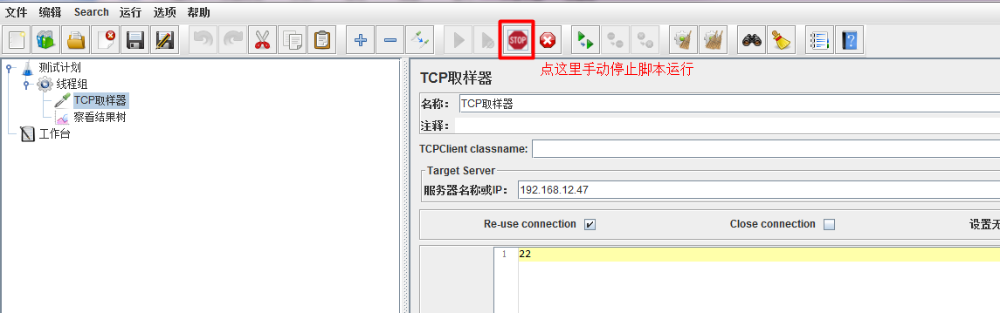 文件 编辑 Search 运行 选项 帮助
STOP
点这里手动停止脚本运行
测试计划
线程组
TCP取样器
察看结果树
工作台
TCP取样器
名称： TCP取样器
注释：
TCPClient classname:
Target Server
服务器名称或IP： 192.168.12.47
Re-use connection Close connection 设置无
1 22